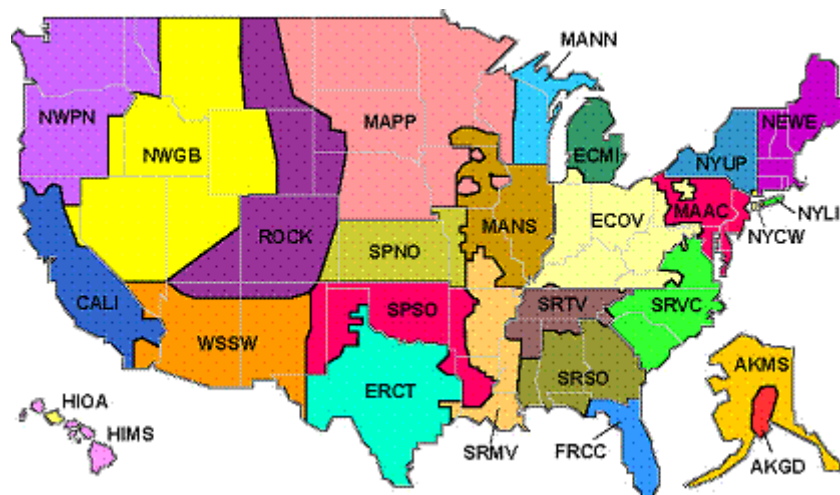 MANN
NWPN
MAPP
NEWE
NWGB
ECMI
NYUP
NYLI
MANS
ECOV
MAAC
NYCW
ROCK
SPNO
CALI
SPSO
SRTV
SRVC
WSSW
AKMS
ERCT
SRSO
HIOA
HIMS
SRMV
FRCC
AKGD